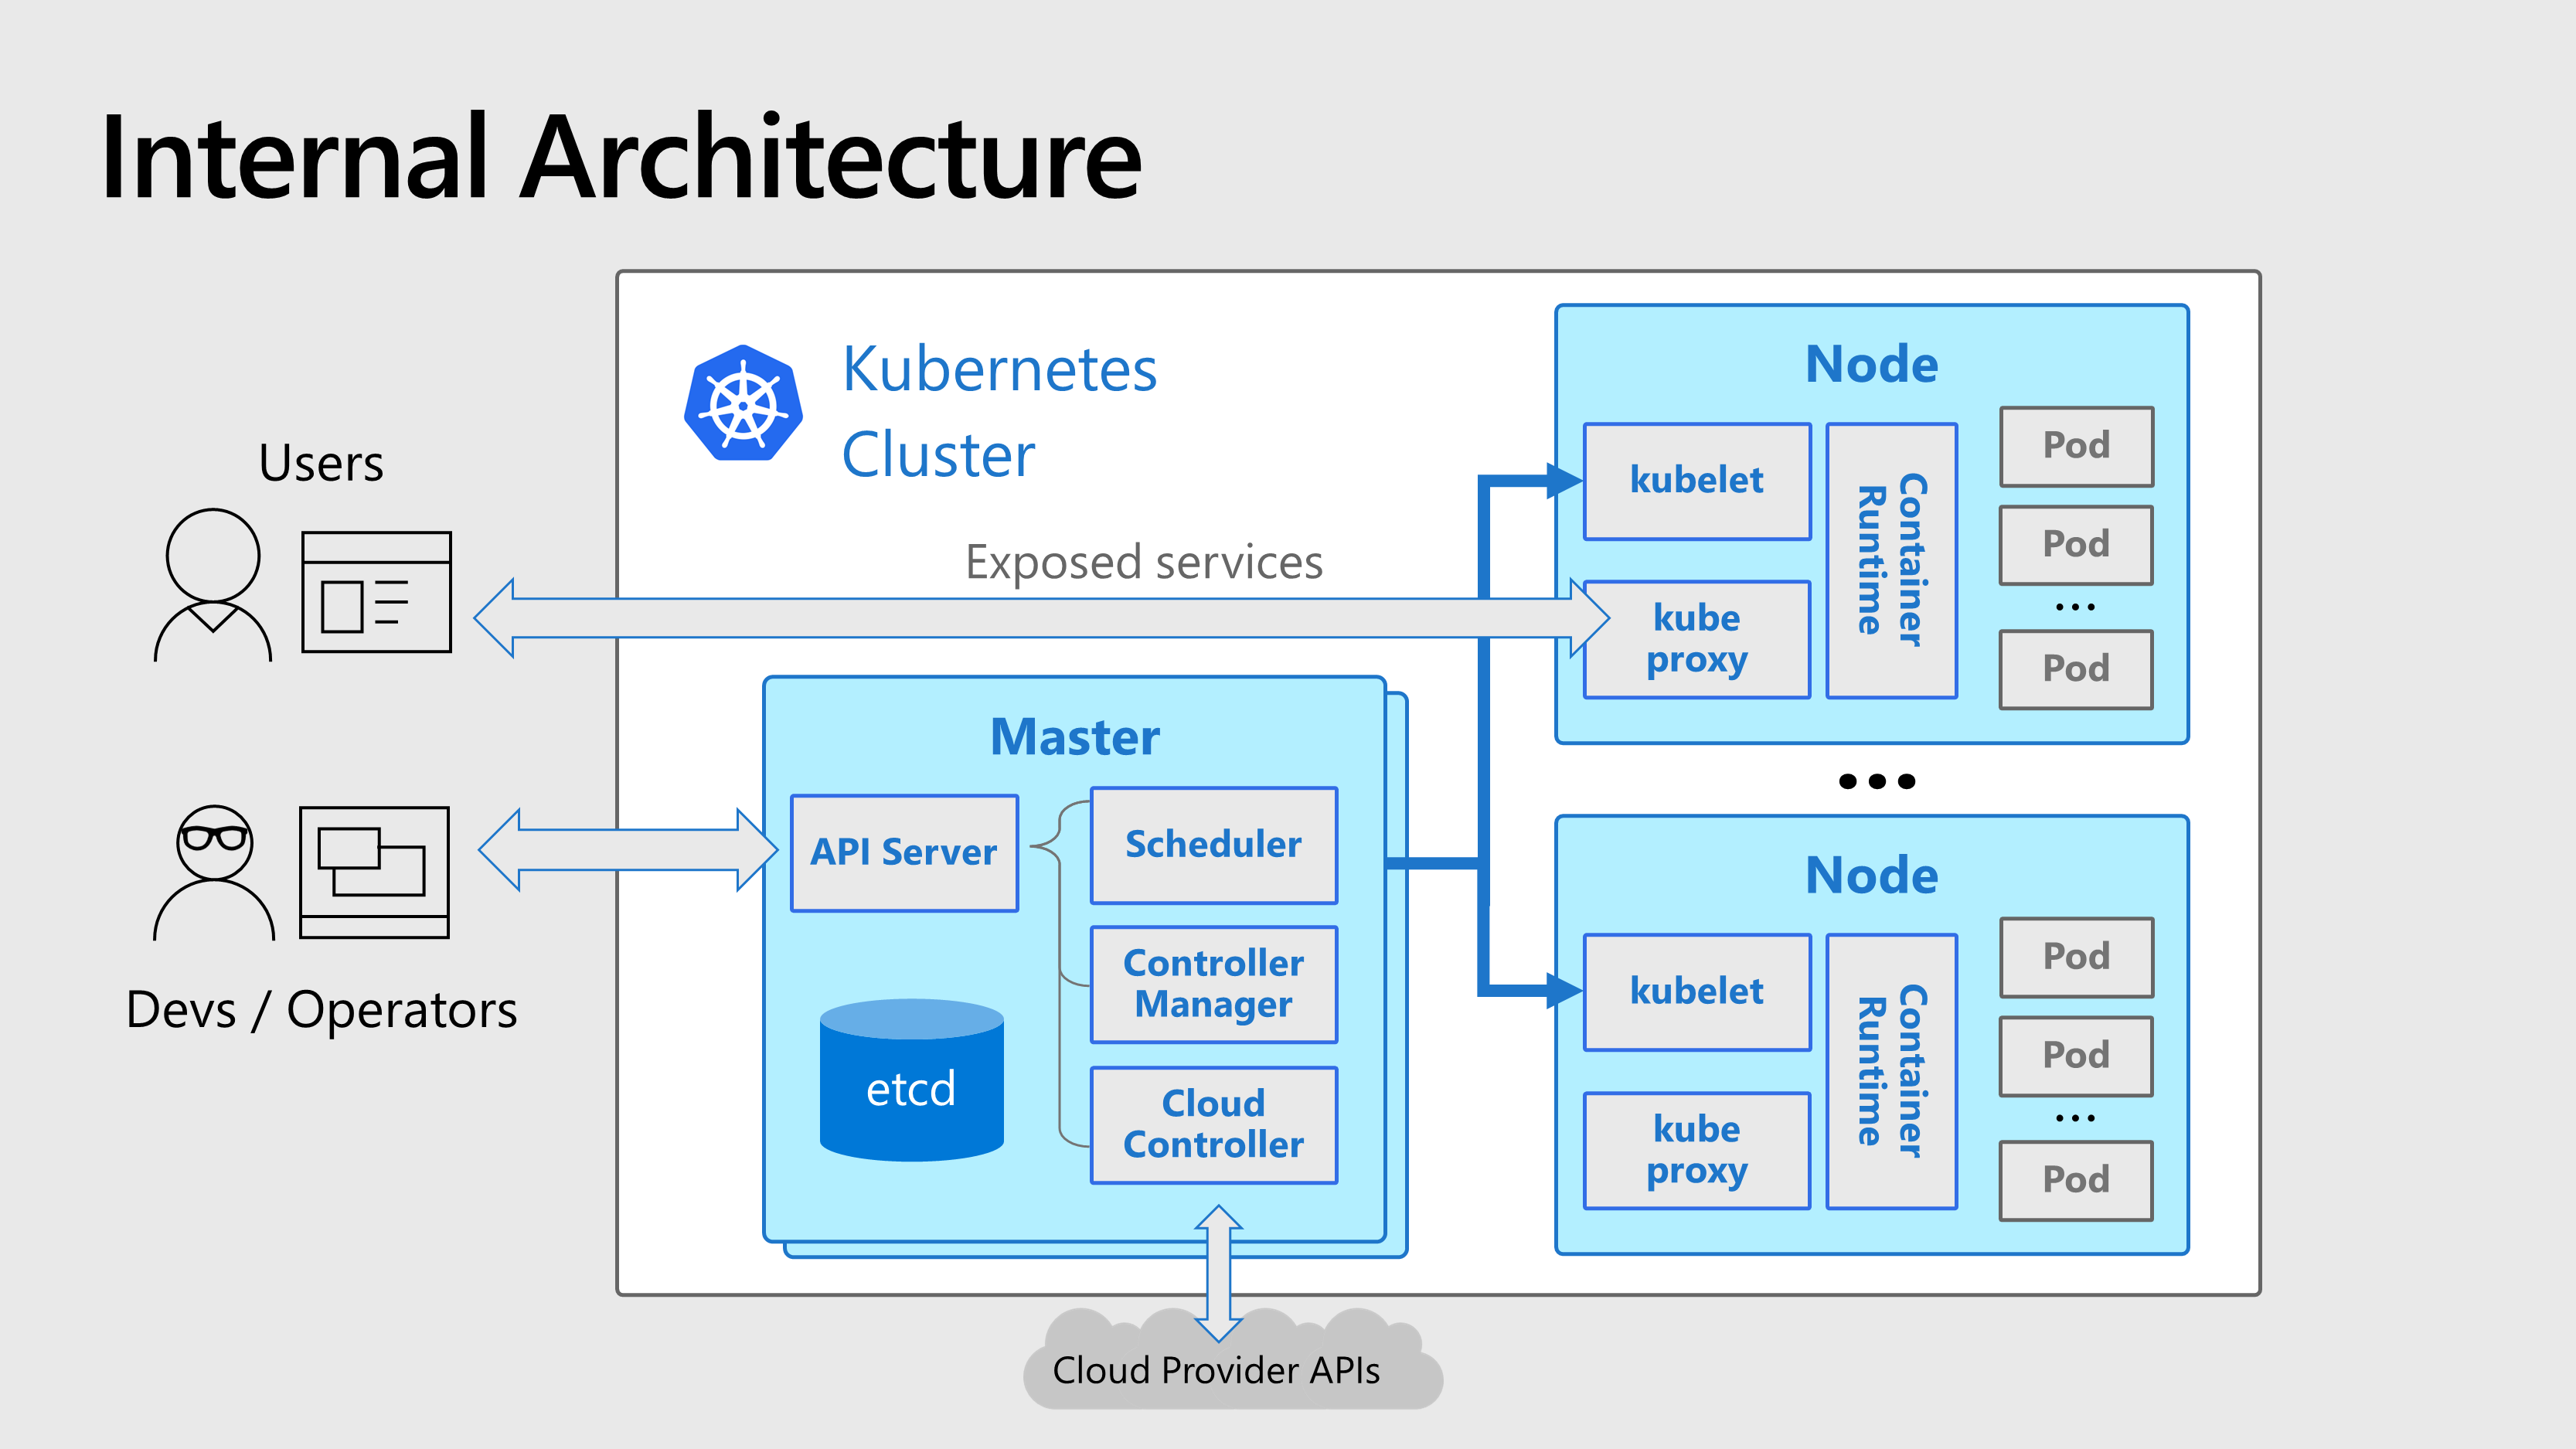 Internal Architecture
Kubernetes
Cluster
Users
Exposed services
Devs / Operators
Master
API Server
etcd
Scheduler
Controller
Manager
Cloud
Controller
Cloud Provider APIs
Node
kubelet
kube
proxy
Container
Runtime
Pod
Pod
...
Pod
...
Node
kubelet
kube
proxy
Container
Runtime
Pod
Pod
...
Pod